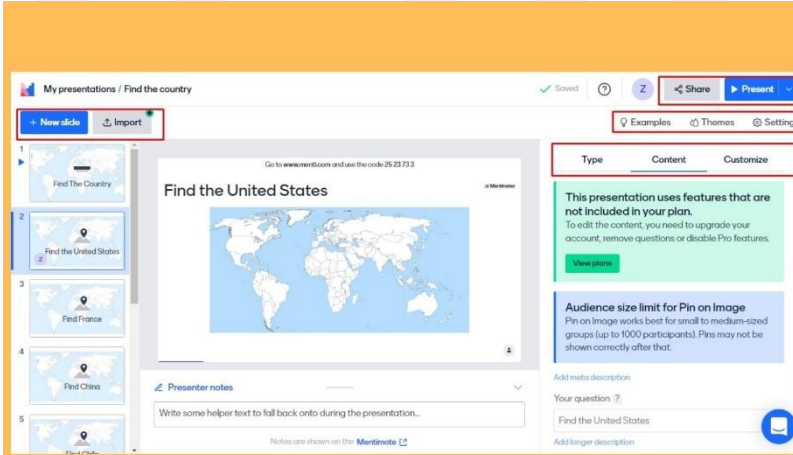 My presentations / Find the country
Saved
?
Z
Share
Present
+ New slide
Import
Examples
Themes
Setting
1
Find The Country
2
Z
Find the United States
3
Find France
4
Find China
5
Find Chile
Go to www.menti.com and use the code 25 23 73 3
Find the United States
Mentimeter
Presenter notes
Write some helper text to fall back onto during the presentation...
Notes are shown on the Mentimote
Type
Content
Customize
This presentation uses features that are
not included in your plan.
To edit the content, you need to upgrade your
account, remove questions or disable Pro features.
View plans
Audience size limit for Pin on Image
Pin on Image works best for small to medium-sized
groups (up to 1000 participants). Pins may not be
shown correctly after that.
Add meta description
Your question ?
Find the United States
Add longer description